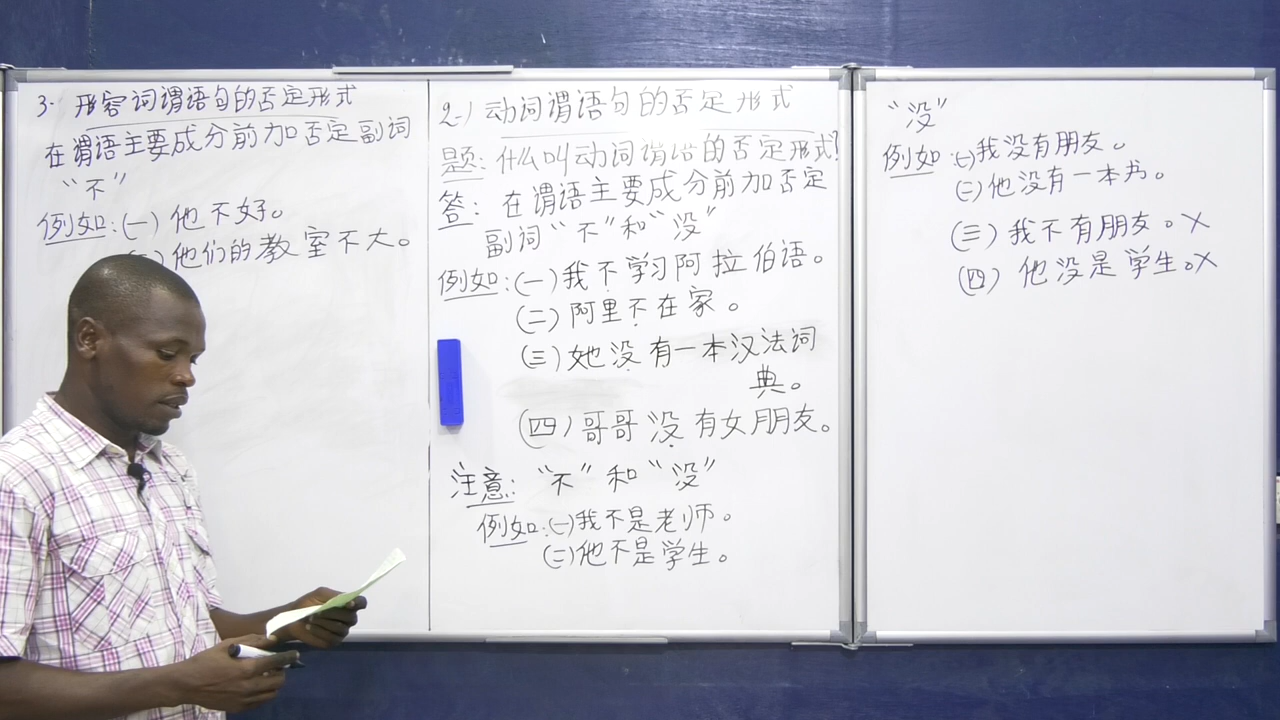 3. 形容词谓语句的否定形式
在谓语主要成分前加否定副词
"不"
例如:(一)他不好。
他们的教室不大。
2.) 动词谓语句的否定形式
题: 什么叫动词谓语的否定形式?
答: 在谓语主要成分前加否定
副词"不"和"没"
例如:(一)我不学习阿拉伯语。
(二)阿里不在家。
(三)她没有一本汉法词
典。
(四)哥哥没有女朋友。
注意: "不"和"没"
例如:(一)我不是老师。
(二)他不是学生。
"没"
例如:(一)我没有朋友。
(二)他没有一本书。
(三)我不有朋友。X
(四)他没是学生。X